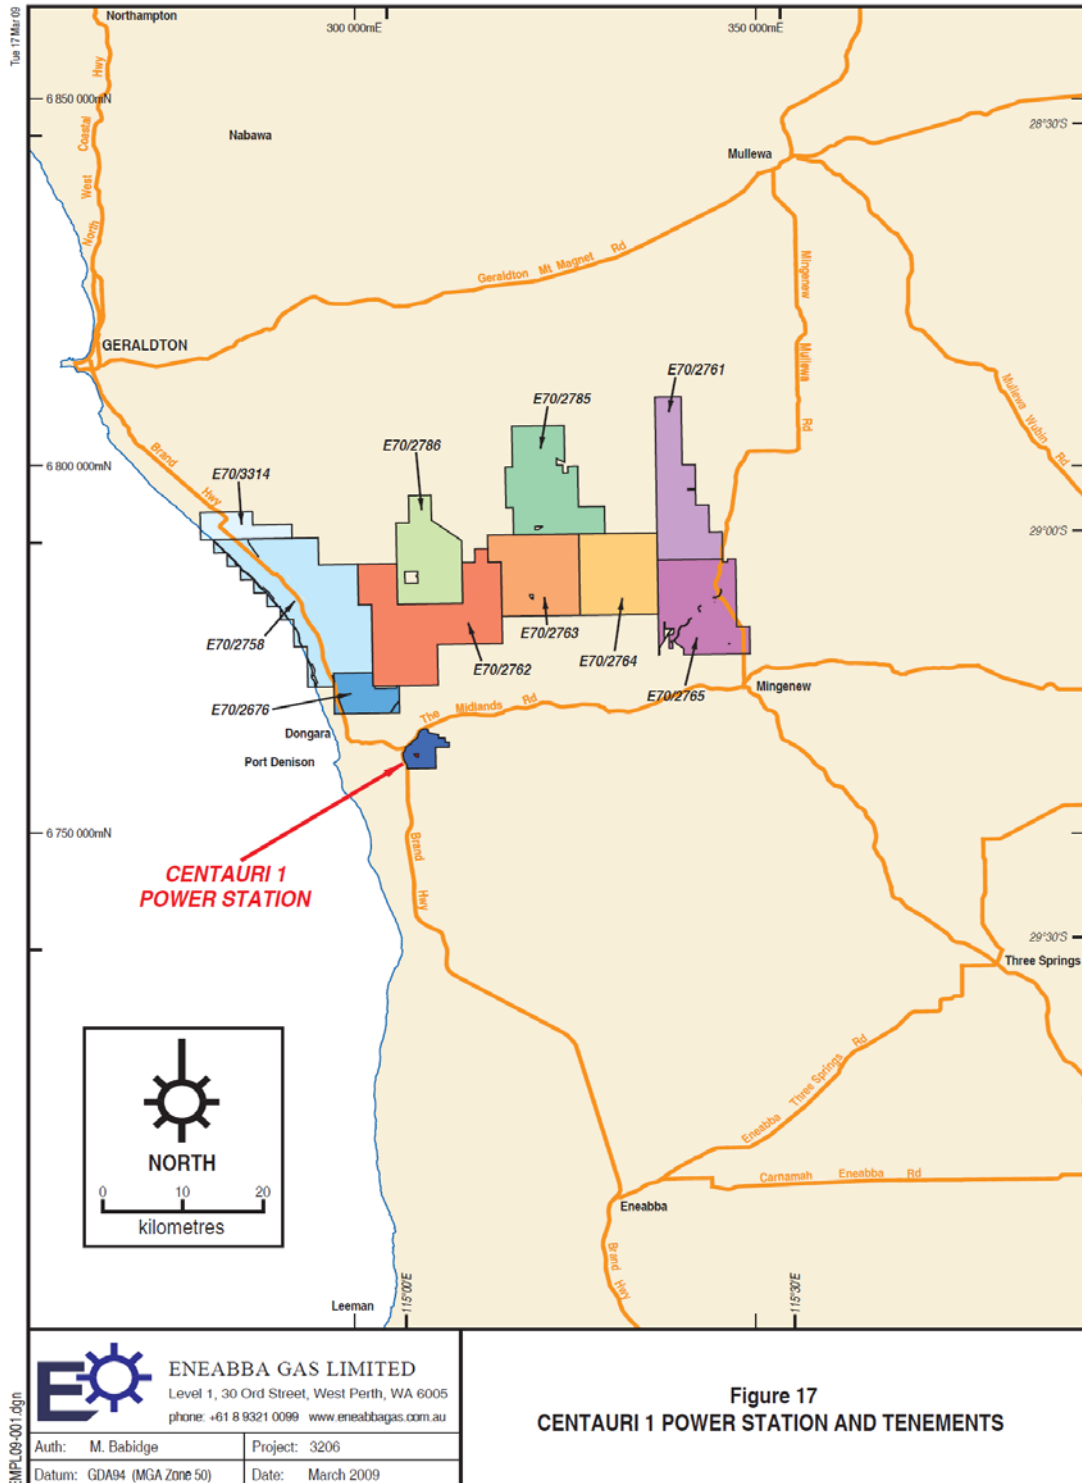 Tue 17 Mar 09
Northampton
300 000mE
350 000mE
6 850 000mN
28°30'S
Nabawa
Mullewa
North West Coastal Hwy
Geraldton Mt Magnet Rd
Mingenew Mullewa Rd
Mullewa Wubin Rd
GERALDTON
E70/2761
E70/2785
E70/2786
Brand Hwy
6 800 000mN
E70/3314
29°00'S
E70/2758
E70/2763
E70/2762
E70/2764
E70/2765
Mingenew
E70/2676
The Midlands Rd
Dongara
Port Denison
6 750 000mN
Brand Hwy
CENTAURI 1
POWER STATION
29°30'S
Three Springs
Eneabba Three Springs Rd
NORTH
0 10 20
kilometres
Carnamah Eneabba Rd
Eneabba
Brand Hwy
Leeman
115°00'E
115°30'E
EMPL09-001.dgn
E
ENEABBA GAS LIMITED
Level 1, 30 Ord Street, West Perth, WA 6005
phone: +61 8 9321 0099 www.eneabbagas.com.au
Auth: M. Babidge
Project: 3206
Datum: GDA94 (MGA Zone 50)
Date: March 2009
Figure 17
CENTAURI 1 POWER STATION AND TENEMENTS